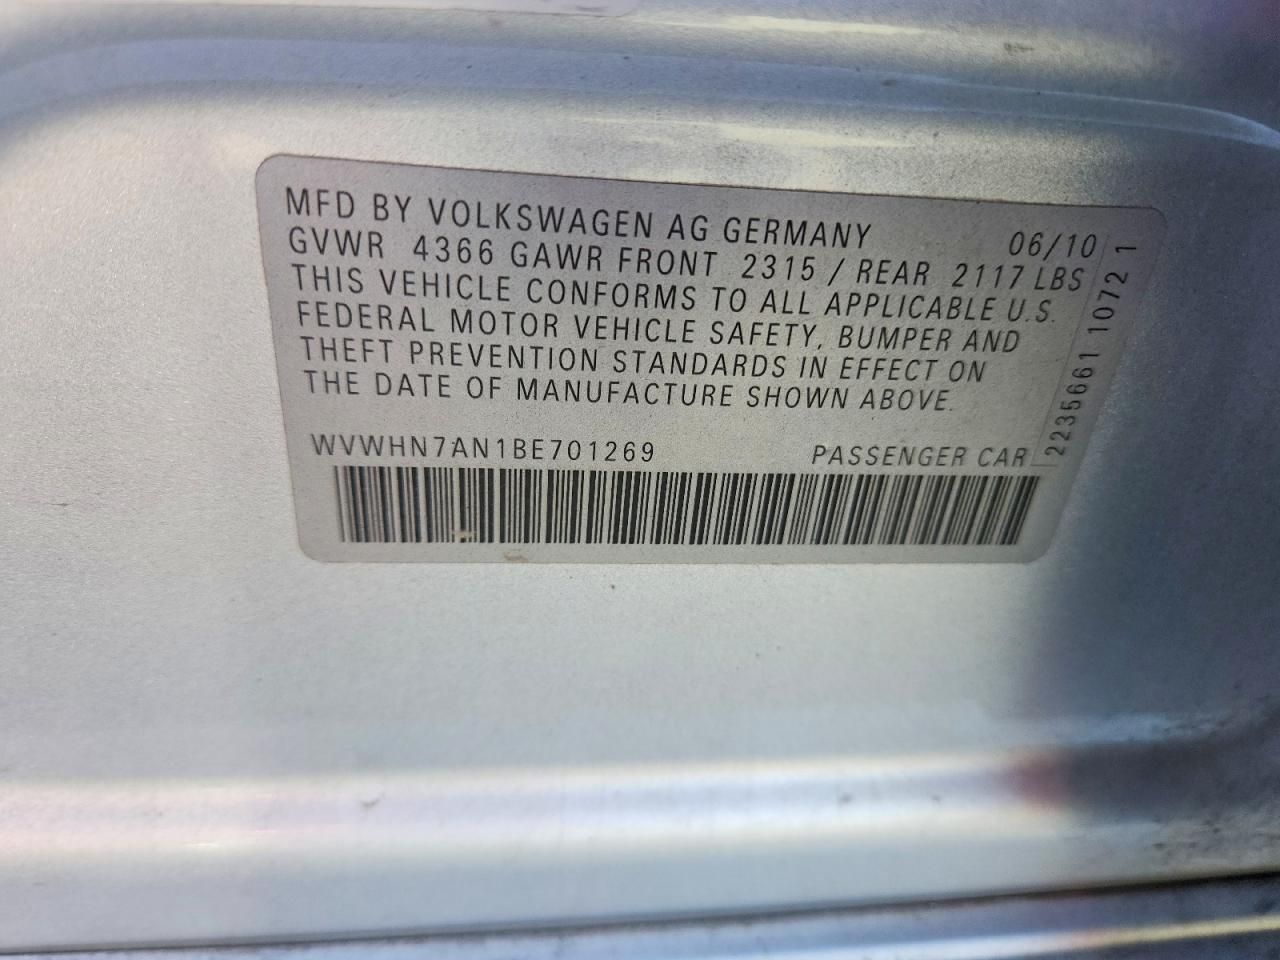 MFD BY VOLKSWAGEN AG GERMANY 06/10
GVWR 4366 GAWR FRONT 2315 / REAR 2117 LBS
THIS VEHICLE CONFORMS TO ALL APPLICABLE U.S.
FEDERAL MOTOR VEHICLE SAFETY, BUMPER AND
THEFT PREVENTION STANDARDS IN EFFECT ON
THE DATE OF MANUFACTURE SHOWN ABOVE.
WVWHN7AN1BE701269 PASSENGER CAR
2235661 1072 1